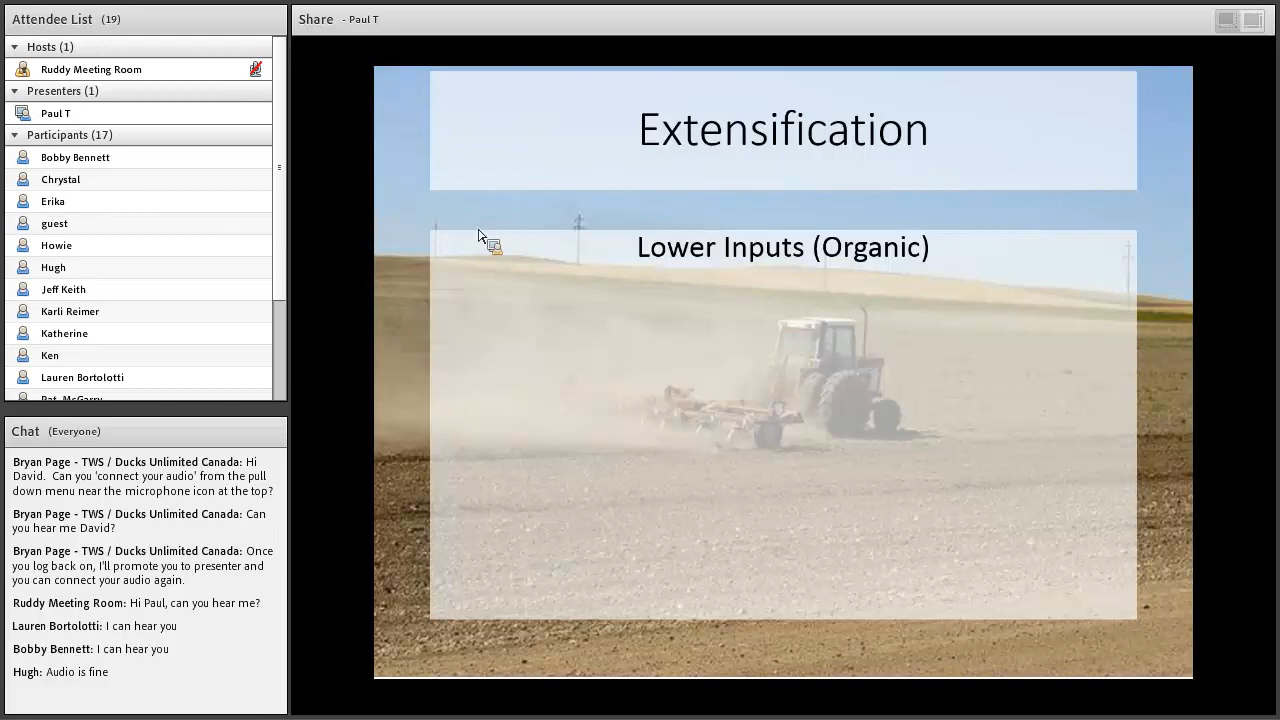 Attendee List (19)
Hosts (1)
Ruddy Meeting Room
Presenters (1)
Paul T
Participants (17)
Bobby Bennett
Chrystal
Erika
guest
Howie
Hugh
Jeff Keith
Karli Reimer
Katherine
Ken
Lauren Bortolotti
Pat McGarry
Chat (Everyone)
Bryan Page - TWS / Ducks Unlimited Canada: Hi
David. Can you 'connect your audio' from the pull
down menu near the microphone icon at the top?
Bryan Page - TWS / Ducks Unlimited Canada: Can
you hear me David?
Bryan Page - TWS / Ducks Unlimited Canada: Once
you log back on, I'll promote you to presenter and
you can connect your audio again.
Ruddy Meeting Room: Hi Paul, can you hear me?
Lauren Bortolotti: I can hear you
Bobby Bennett: I can hear you
Hugh: Audio is fine
Share - Paul T
Extensification
Lower Inputs (Organic)